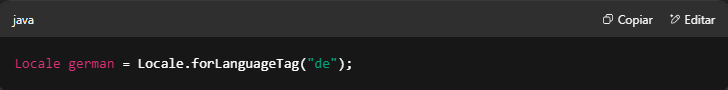 java
Copiar
Editar
Locale german = Locale.forLanguageTag("de");